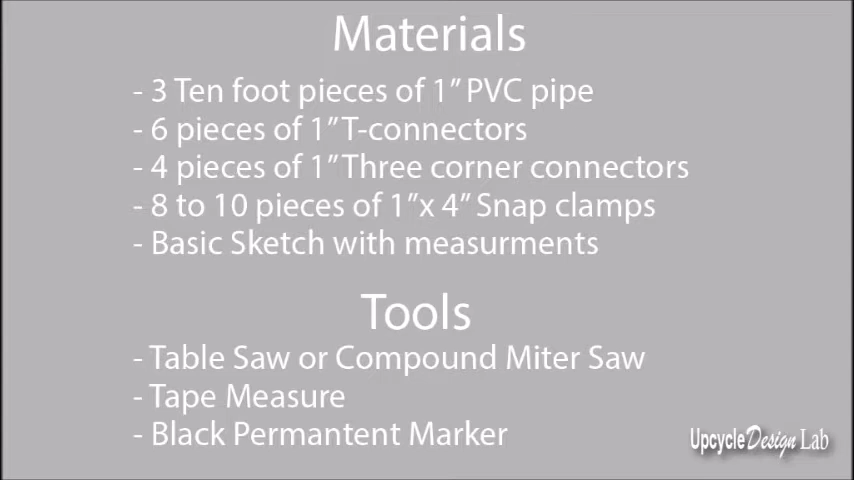 Materials
- 3 Ten foot pieces of 1” PVC pipe
- 6 pieces of 1” T-connectors
- 4 pieces of 1” Three corner connectors
- 8 to 10 pieces of 1”x 4” Snap clamps
- Basic Sketch with measurments
Tools
- Table Saw or Compound Miter Saw
- Tape Measure
- Black Permantent Marker
Upcycle Design Lab